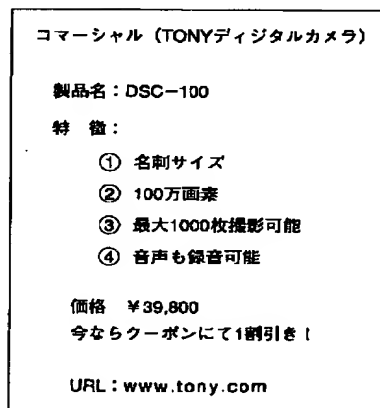 コマーシャル（TONYディジタルカメラ）
製品名：DSC−100
特　徴：
① 名刺サイズ
② 100万画素
③ 最大1000枚撮影可能
④ 音声も録音可能
価格　￥39,800
今ならクーポンにて1割引き！
URL：www.tony.com